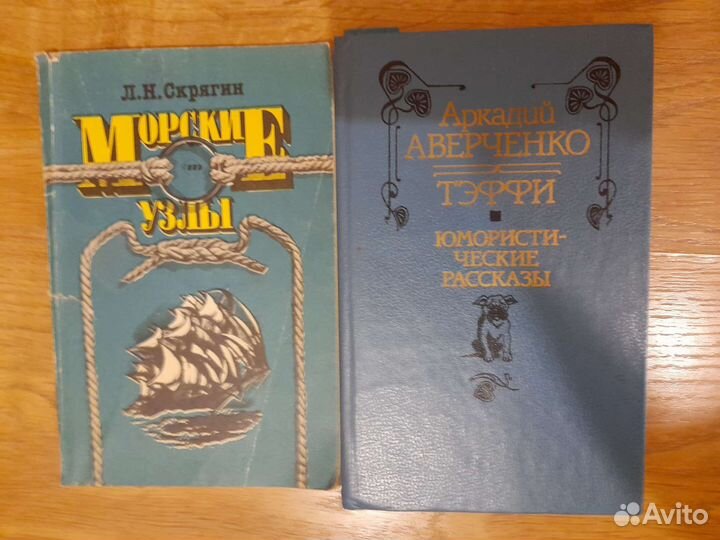 Л.Н.Скрягин
МОРСКИЕ
УЗЛЫ
Аркадий
АВЕРЧЕНКО
ТЭФФИ
ЮМОРИСТИ-
ЧЕСКИЕ
РАССКАЗЫ
Avito